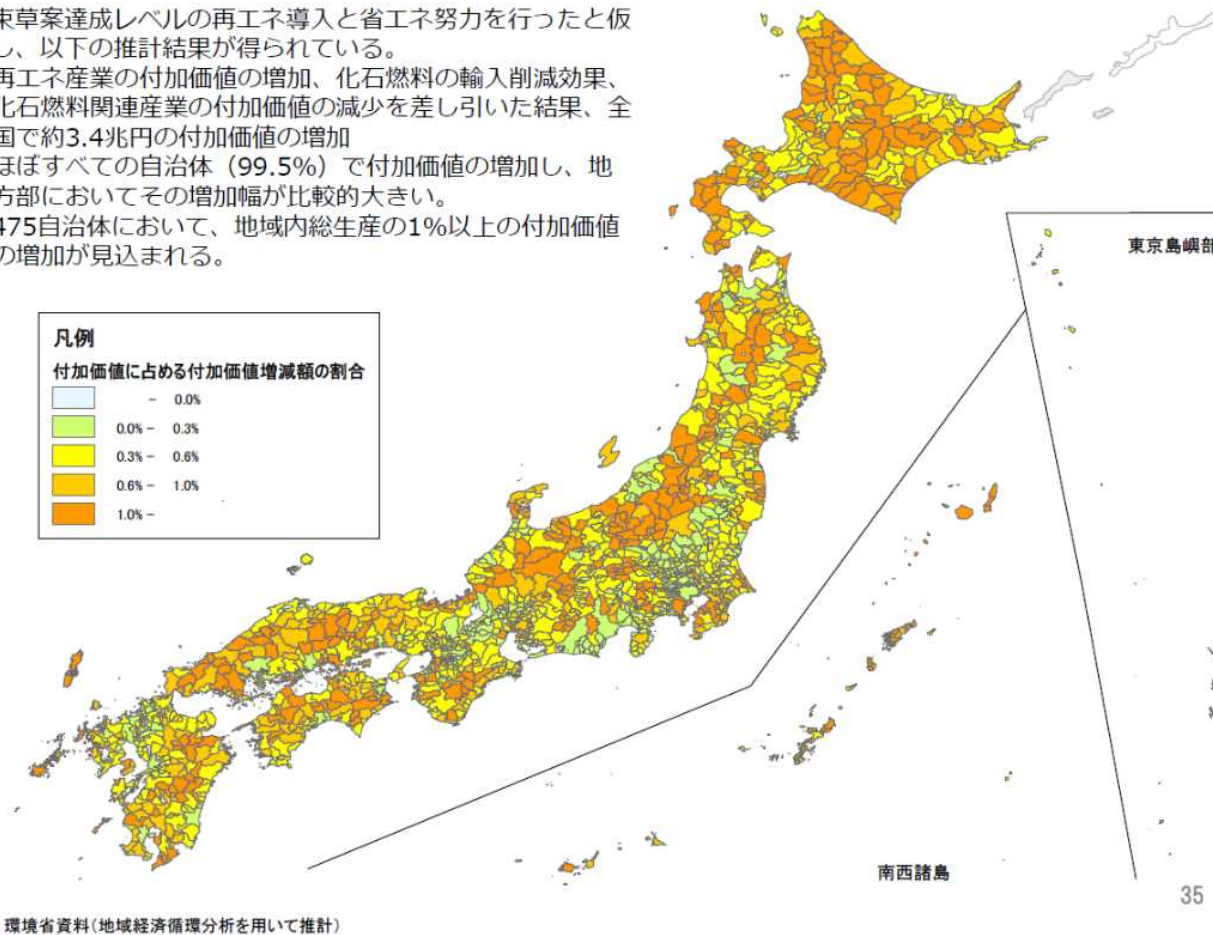 束草案達成レベルの再エネ導入と省エネ努力を行ったと仮
し、以下の推計結果が得られている。
再エネ産業の付加価値の増加、化石燃料の輸入削減効果、
化石燃料関連産業の付加価値の減少を差し引いた結果、全
国で約3.4兆円の付加価値の増加
ほぼすべての自治体（99.5%）で付加価値の増加し、地
方部においてその増加幅が比較的大きい。
475自治体において、地域内総生産の1%以上の付加価値
の増加が見込まれる。
東京島嶼部
凡例
付加価値に占める付加価値増減額の割合
- 0.0%
0.0% - 0.3%
0.3% - 0.6%
0.6% - 1.0%
1.0% -
南西諸島
35
環境省資料（地域経済循環分析を用いて推計）